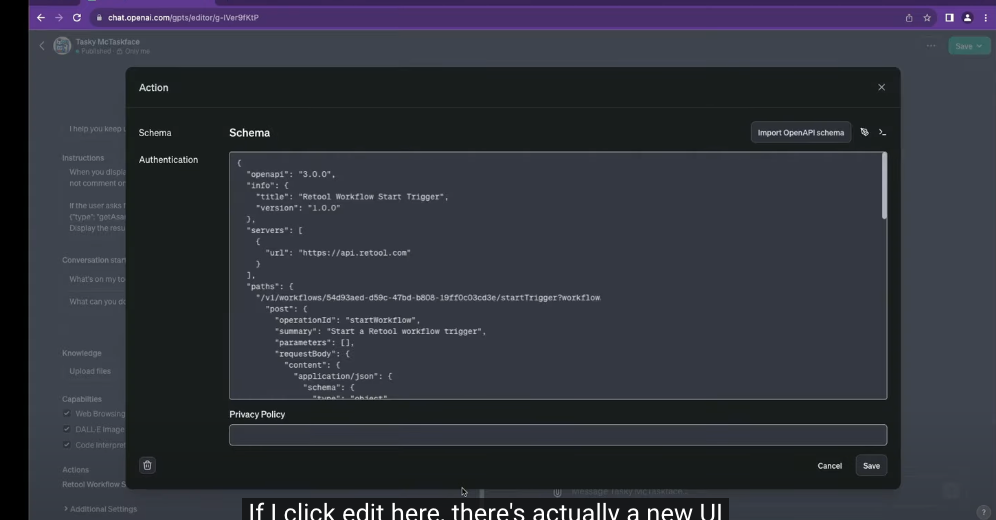 chat.openai.com/gpts/editor/g-IVer9fKtP
Tasky McTaskface
Published Only me
Save
Action
Schema
Authentication
Schema
Import OpenAPI schema
{
"openapi": "3.0.0",
"info": {
"title": "Retool Workflow Start Trigger",
"version": "1.0.0"
},
"servers": [
{
"url": "https://api.retool.com"
}
],
"paths": {
"/v1/workflows/54d93aed-d59c-47bd-b808-19ff0c03cd3e/startTrigger?workflow
"post": {
"operationId": "startWorkflow",
"summary": "Start a Retool workflow trigger",
"parameters": [],
"requestBody": {
"content": {
"application/json": {
"schema": {
"type": "object"
Privacy Policy
Cancel
Save
I help you keep
Instructions
When you displa
not comment or
If the user asks
{"type": "getAsa
Display the resu
Conversation star
What's on my to
What can you do
Knowledge
Upload files
Capabilities
Web Browsing
DALL·E Image
Code Interpret
Actions
Retool Workflow S
Additional Settings
Message Tasky McTaskface...
?
If I click edit here, there's actually a new UI